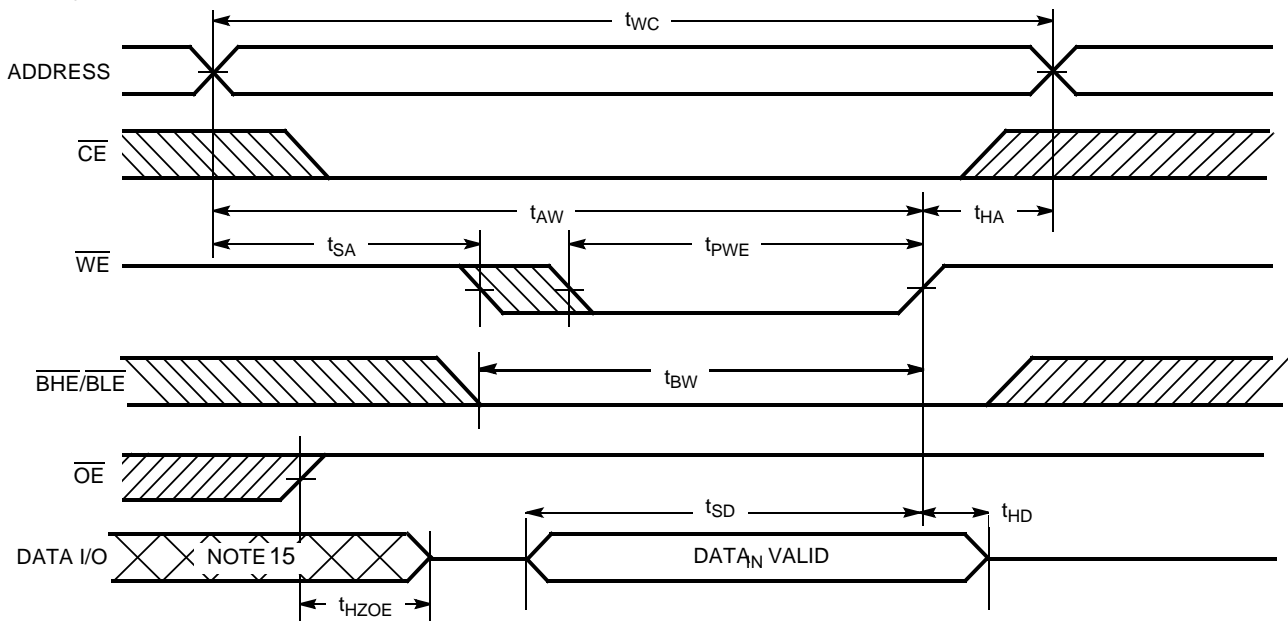 tWC
ADDRESS
CE
tAW
tHA
tSA
tPWE
WE
BHE/BLE
tBW
OE
tSD
tHD
DATA I/O
NOTE 15
DATAIN VALID
tHZOE